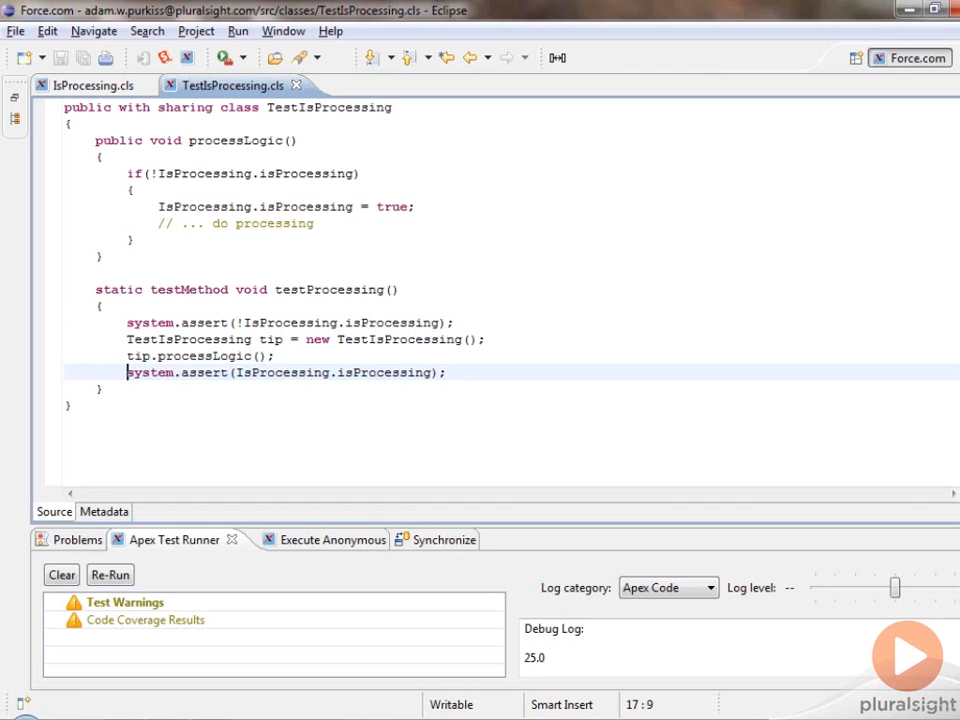 Force.com - adam.w.purkiss@pluralsight.com/src/classes/TestIsProcessing.cls - Eclipse
File Edit Navigate Search Project Run Window Help
Force.com
IsProcessing.cls TestIsProcessing.cls
public with sharing class TestIsProcessing
{
public void processLogic()
{
if(!IsProcessing.isProcessing)
{
IsProcessing.isProcessing = true;
// ... do processing
}
}
static testMethod void testProcessing()
{
system.assert(!IsProcessing.isProcessing);
TestIsProcessing tip = new TestIsProcessing();
tip.processLogic();
system.assert(IsProcessing.isProcessing);
}
}
Source Metadata
Problems Apex Test Runner Execute Anonymous Synchronize
Clear Re-Run
Log category: Apex Code Log level: --
Test Warnings
Code Coverage Results
Debug Log:
25.0
pluralsight
Writable Smart Insert 17 : 9